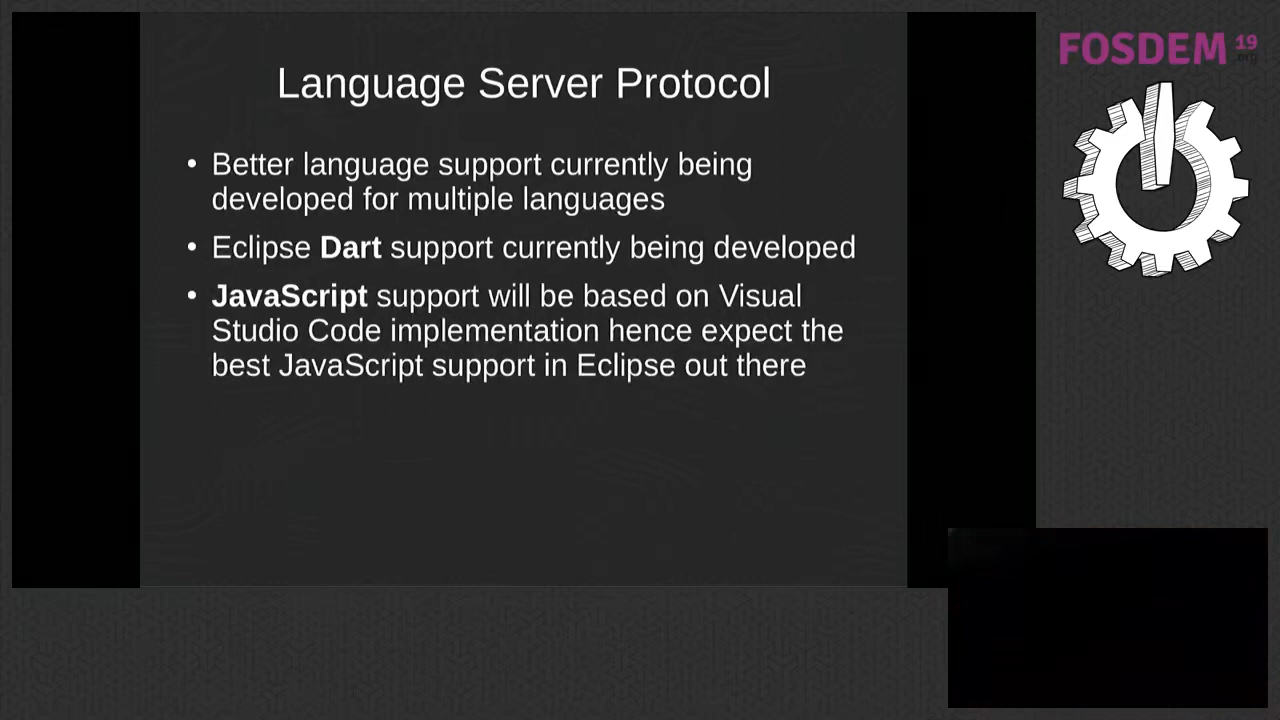 Language Server Protocol
• Better language support currently being
developed for multiple languages
• Eclipse Dart support currently being developed
• JavaScript support will be based on Visual
Studio Code implementation hence expect the
best JavaScript support in Eclipse out there
FOSDEM 19
.org